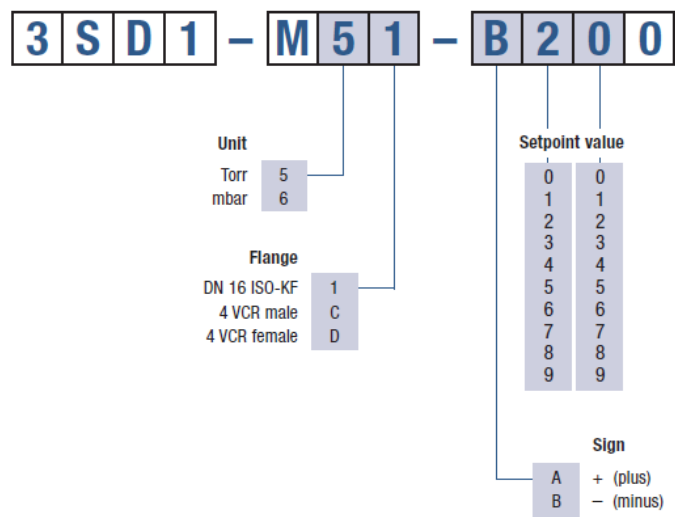 3SD1-M51-B200
Unit
Torr 5
mbar 6
Setpoint value
0 0
1 1
2 2
3 3
4 4
5 5
6 6
7 7
8 8
9 9
Flange
DN 16 ISO-KF 1
4 VCR male C
4 VCR female D
Sign
A + (plus)
B – (minus)